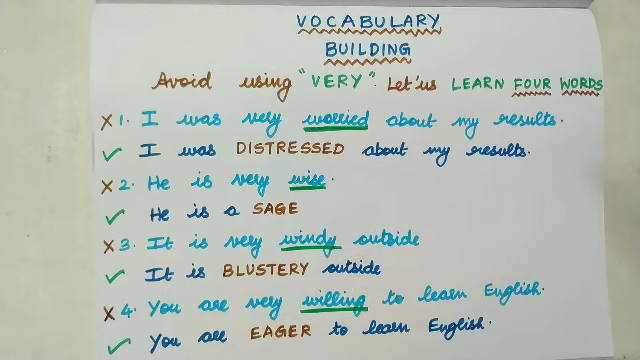 VOCABULARY
BUILDING
Avoid using "VERY". Let'us LEARN FOUR WORDS
X 1. I was very worried about my results.
✓ I was DISTRESSED about my results.
X 2. He is very wise.
✓ He is a SAGE
X 3. It is very windy outside
✓ It is BLUSTERY outside
X 4. You are very willing to learn English.
✓ You are EAGER to learn English.